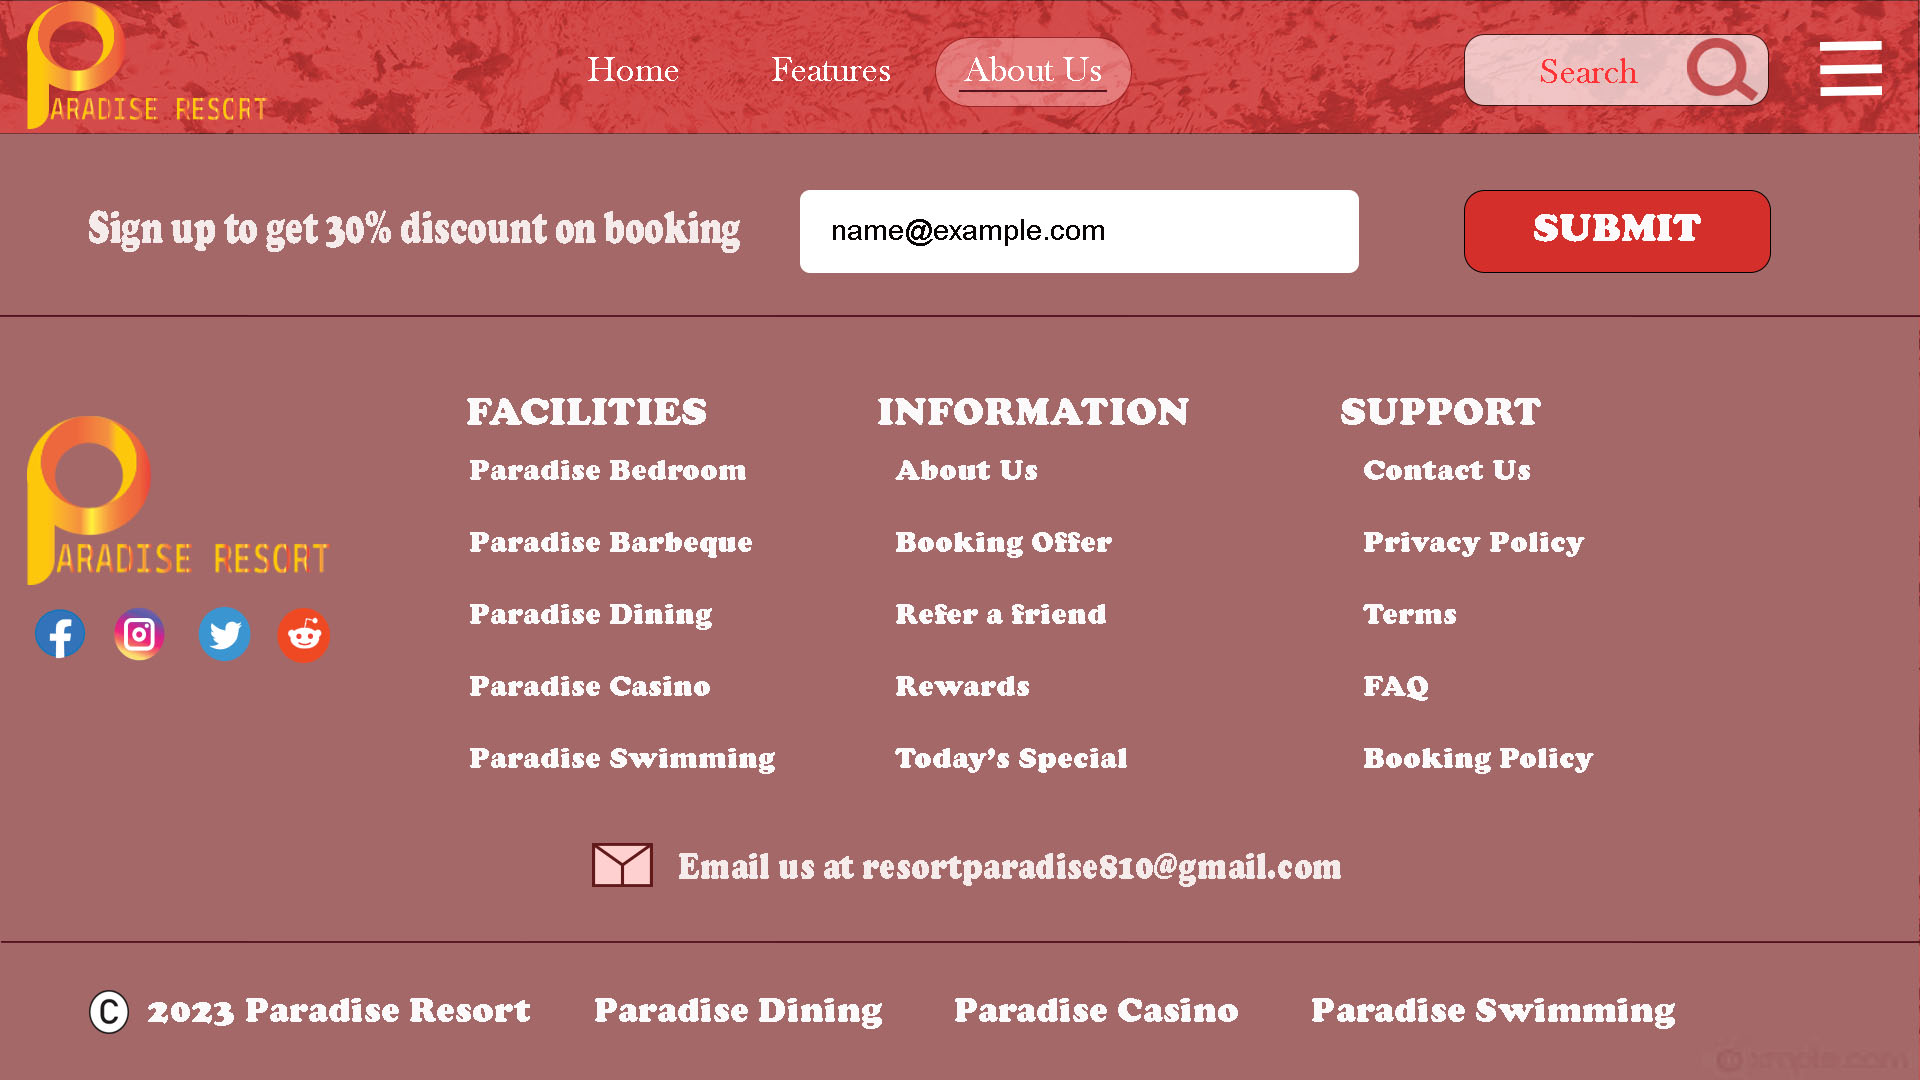 PARADISE RESORT
Home
Features
About Us
Search
Sign up to get 30% discount on booking
name@example.com
SUBMIT
PARADISE RESORT
FACILITIES
Paradise Bedroom
Paradise Barbeque
Paradise Dining
Paradise Casino
Paradise Swimming
INFORMATION
About Us
Booking Offer
Refer a friend
Rewards
Today's Special
SUPPORT
Contact Us
Privacy Policy
Terms
FAQ
Booking Policy
Email us at resortparadise810@gmail.com
© 2023 Paradise Resort
Paradise Dining
Paradise Casino
Paradise Swimming